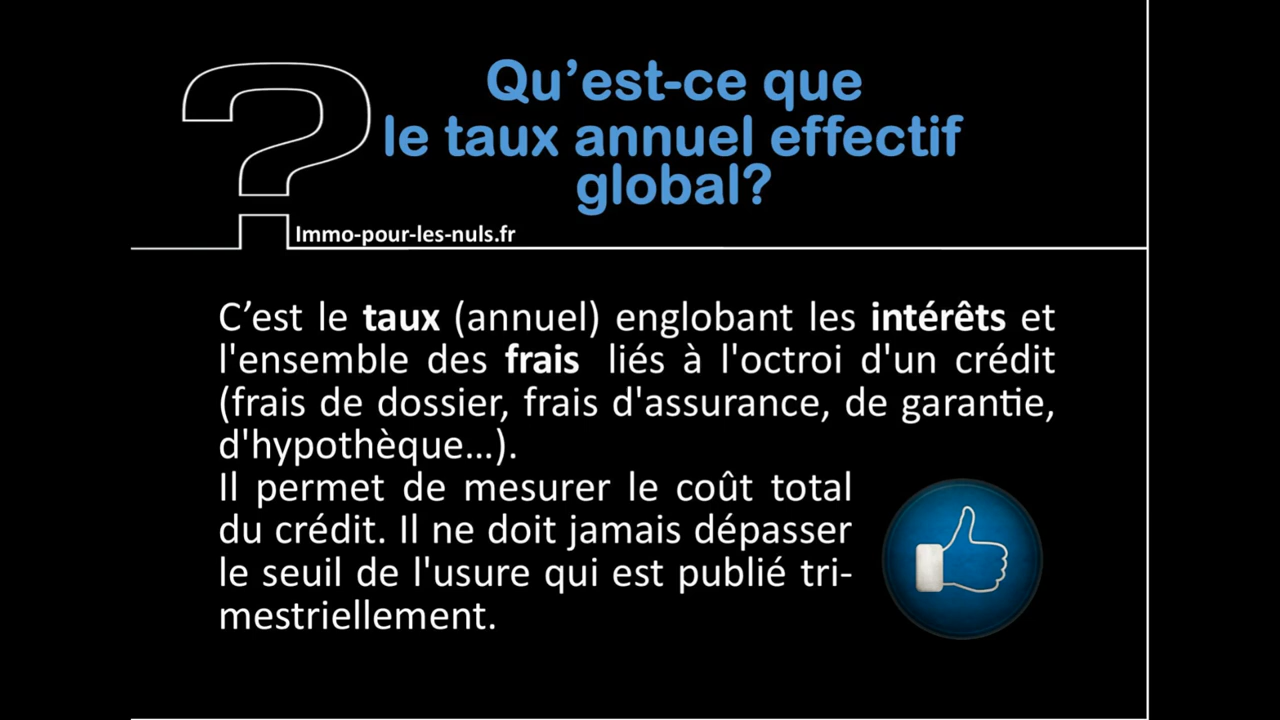 Qu’est-ce que
le taux annuel effectif
global?
Immo-pour-les-nuls.fr
C’est le taux (annuel) englobant les intérêts et
l'ensemble des frais liés à l'octroi d'un crédit
(frais de dossier, frais d'assurance, de garantie,
d'hypothèque...).
Il permet de mesurer le coût total
du crédit. Il ne doit jamais dépasser
le seuil de l'usure qui est publié tri-
mestriellement.